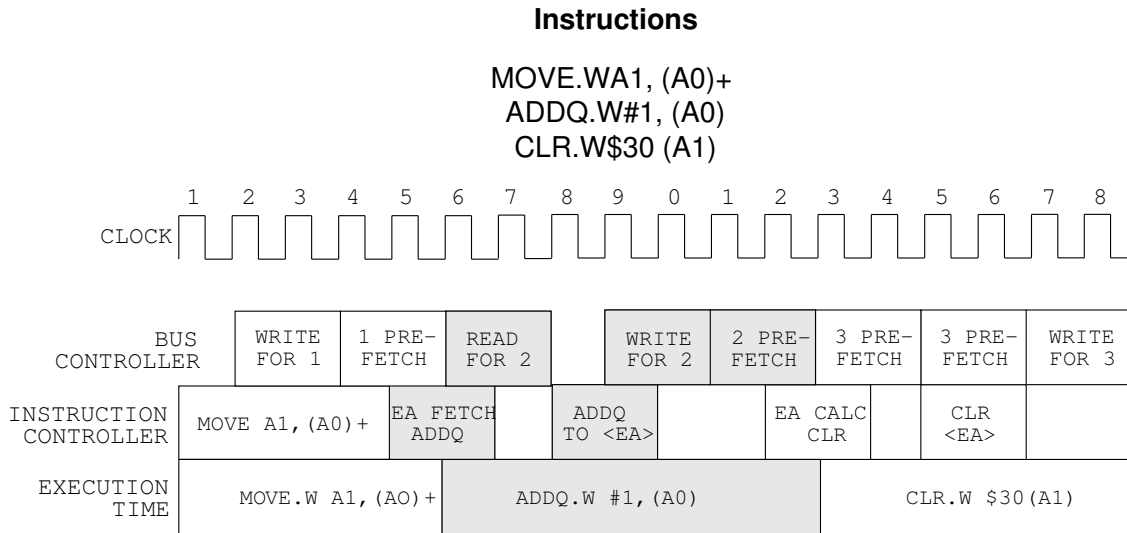 Instructions
MOVE.WA1, (A0)+
ADDQ.W#1, (A0)
CLR.W$30 (A1)
1 2 3 4 5 6 7 8 9 0 1 2 3 4 5 6 7 8
CLOCK
BUS
CONTROLLER
WRITE
FOR 1
1 PRE-
FETCH
READ
FOR 2
WRITE
FOR 2
2 PRE-
FETCH
3 PRE-
FETCH
3 PRE-
FETCH
WRITE
FOR 3
INSTRUCTION
CONTROLLER
MOVE A1,(A0)+
EA FETCH
ADDQ
ADDQ
TO <EA>
EA CALC
CLR
CLR
<EA>
EXECUTION
TIME
MOVE.W A1,(AO)+
ADDQ.W #1,(A0)
CLR.W $30(A1)